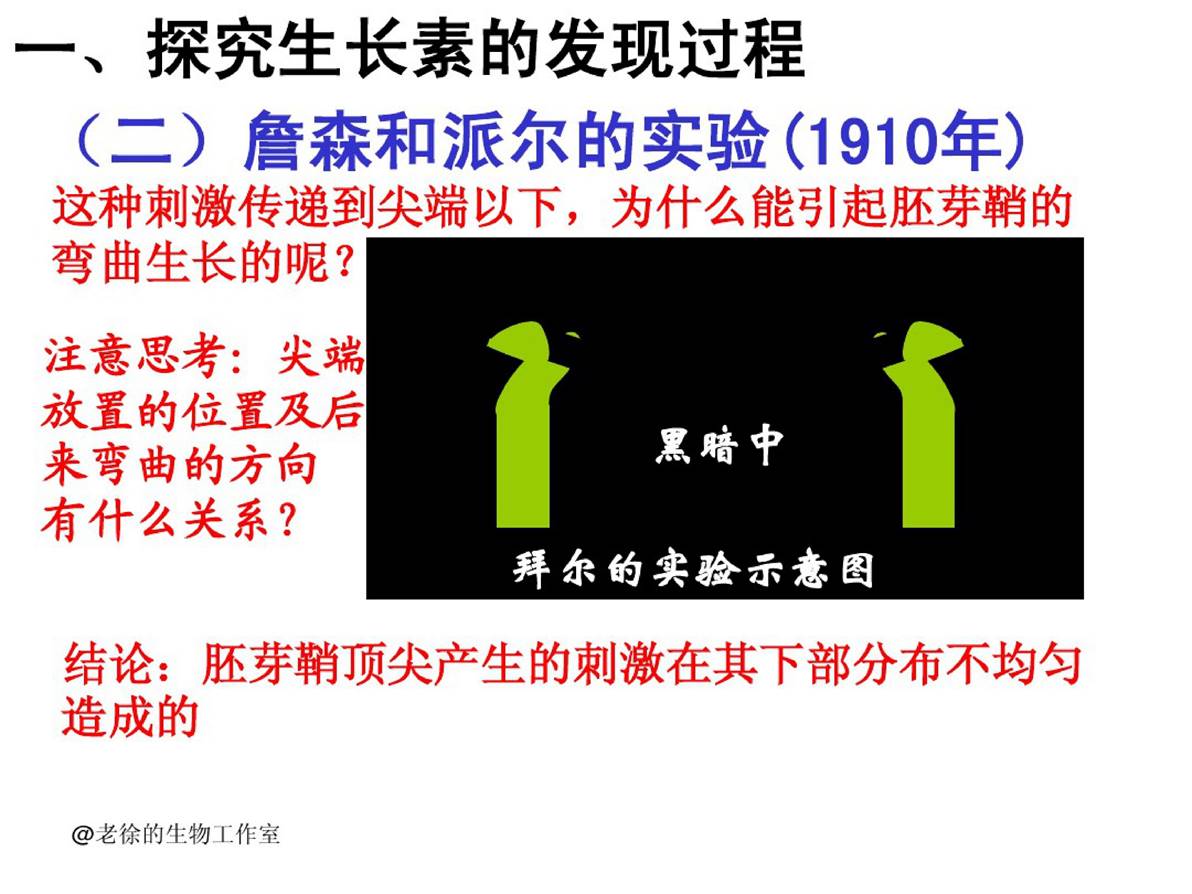 一、探究生长素的发现过程
（二）詹森和派尔的实验(1910年)
这种刺激传递到尖端以下，为什么能引起胚芽鞘的
弯曲生长的呢？
注意思考：尖端
放置的位置及后
来弯曲的方向
有什么关系？
黑暗中
拜尔的实验示意图
结论：胚芽鞘顶尖产生的刺激在其下部分布不均匀
造成的
@老徐的生物工作室